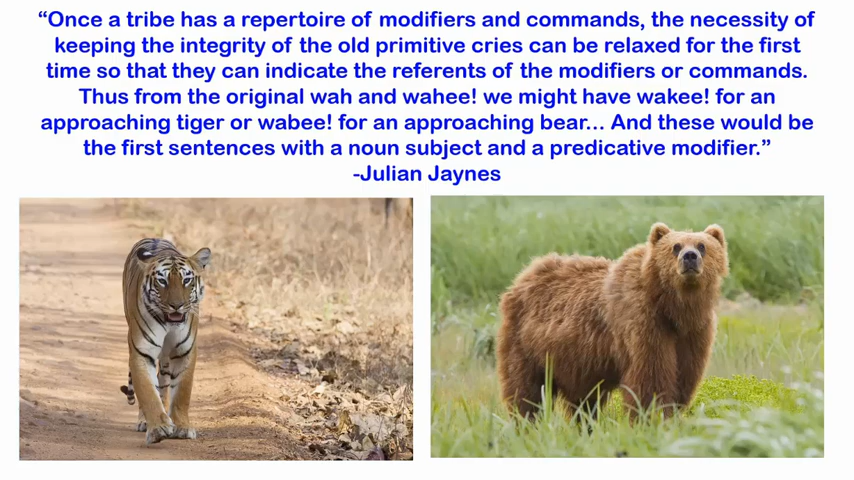 “Once a tribe has a repertoire of modifiers and commands, the necessity of
keeping the integrity of the old primitive cries can be relaxed for the first
time so that they can indicate the referents of the modifiers or commands.
Thus from the original wah and wahee! we might have wakee! for an
approaching tiger or wabee! for an approaching bear... And these would be
the first sentences with a noun subject and a predicative modifier.”
-Julian Jaynes